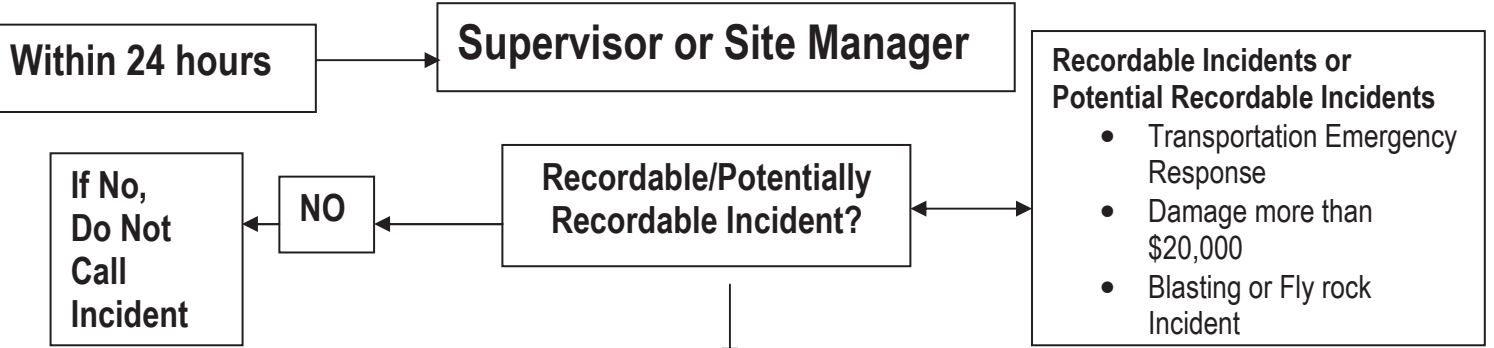 Within 24 hours
Supervisor or Site Manager
Recordable Incidents or
Potential Recordable Incidents
• Transportation Emergency
Response
• Damage more than
$20,000
• Blasting or Fly rock
Incident
Recordable/Potentially
Recordable Incident?
NO
If No,
Do Not
Call
Incident